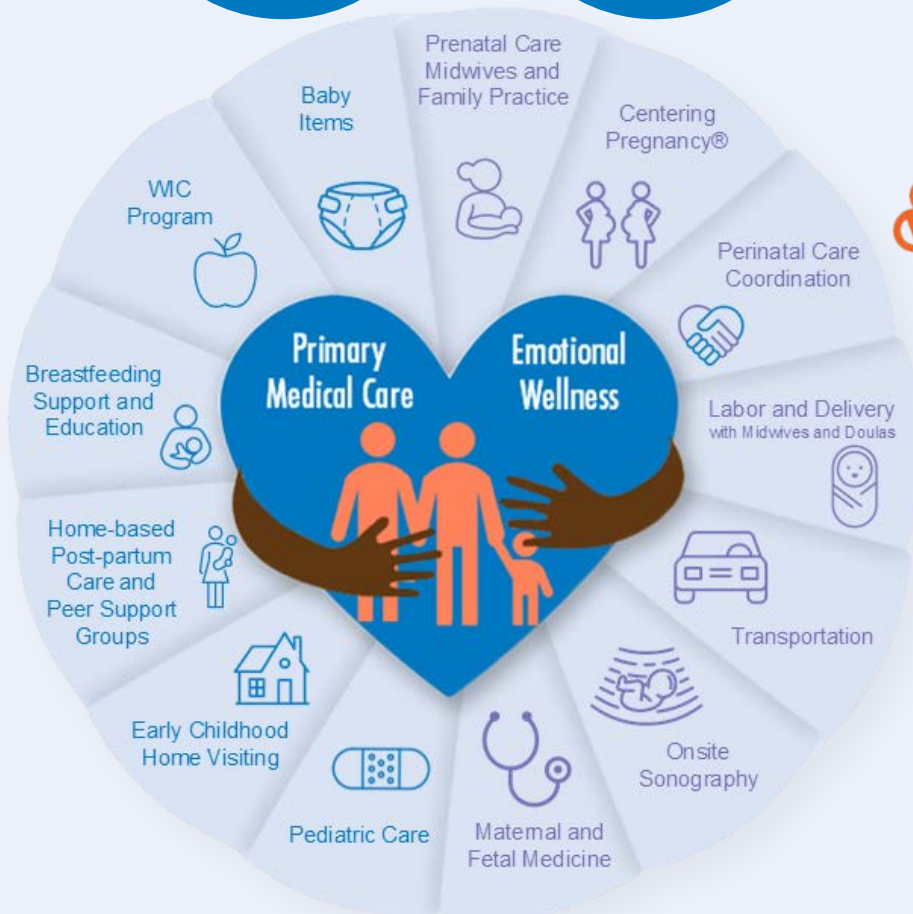 Prenatal Care
Midwives and
Family Practice
Centering
Pregnancy®
Perinatal Care
Coordination
Labor and Delivery
with Midwives and Doulas
Transportation
Onsite
Sonography
Maternal and
Fetal Medicine
Pediatric Care
Early Childhood
Home Visiting
Home-based
Post-partum
Care and
Peer Support
Groups
Breastfeeding
Support and
Education
WIC
Program
Baby
Items
Primary
Medical Care
Emotional
Wellness